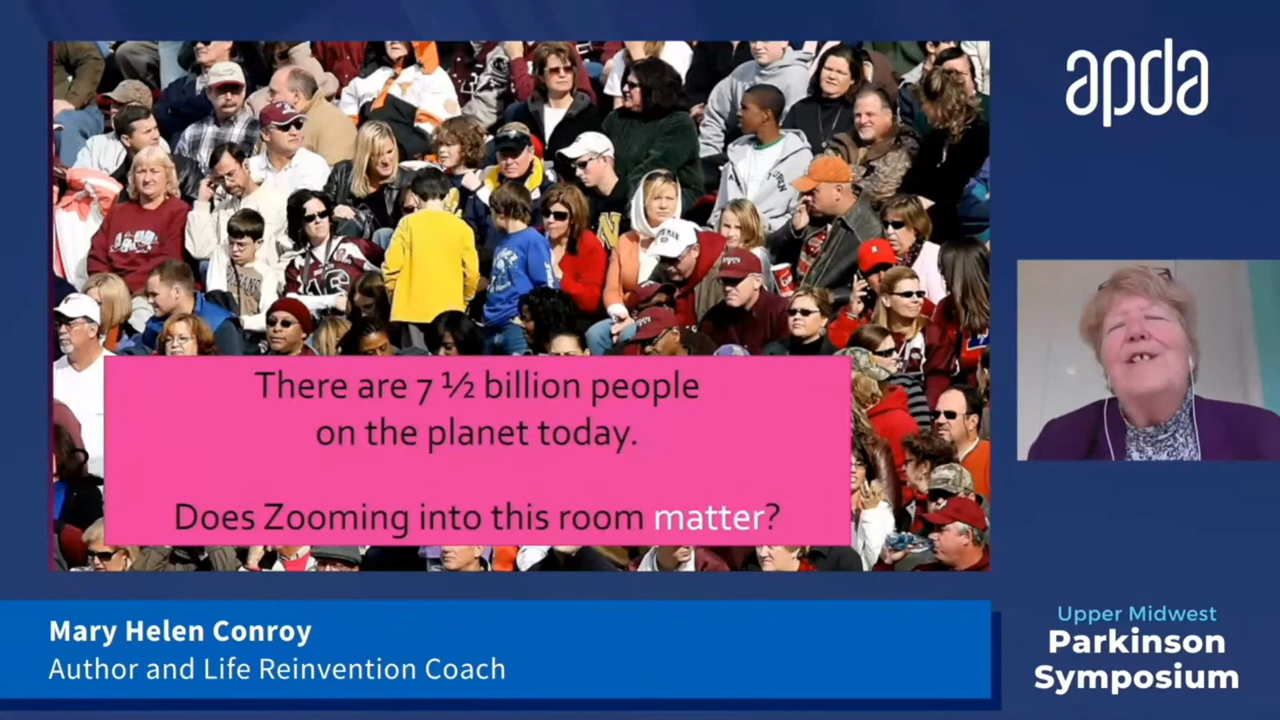 apda
There are 7 ½ billion people
on the planet today.
Does Zooming into this room matter?
Mary Helen Conroy
Author and Life Reinvention Coach
Upper Midwest
Parkinson
Symposium